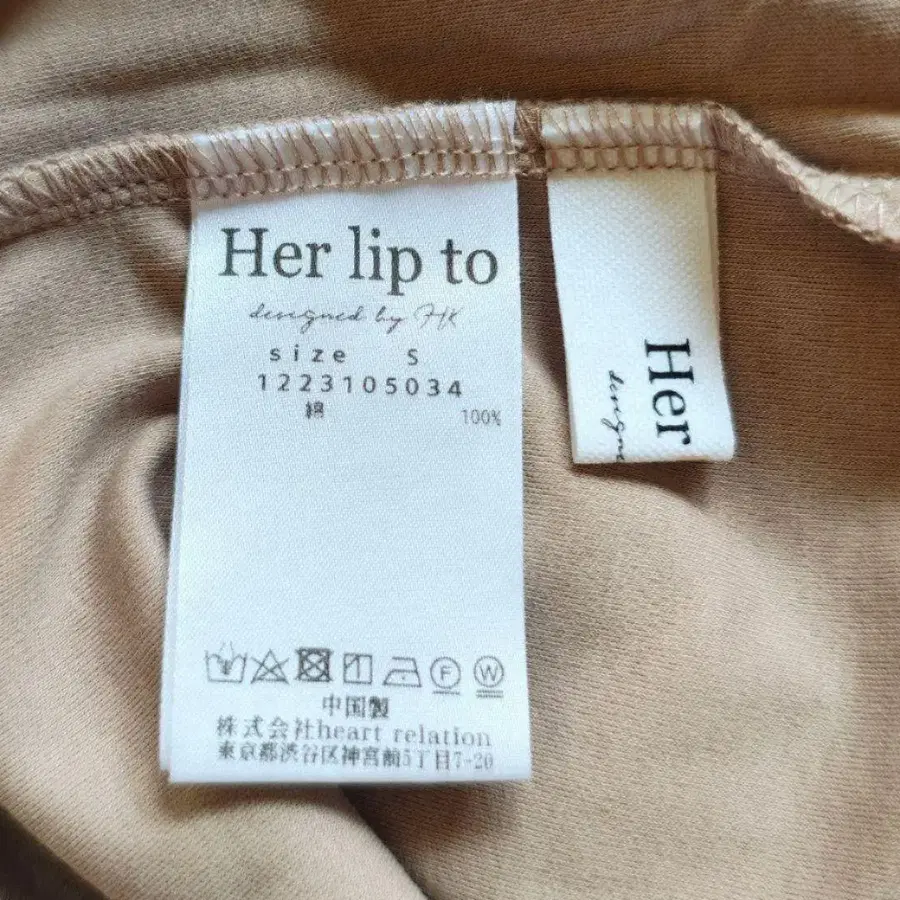 Her lip to
designed by HK
size S
1223105034
綿 100%
F W
中国製
株式会社heart relation
東京都渋谷区神宮前5丁目7-20
Her
designe